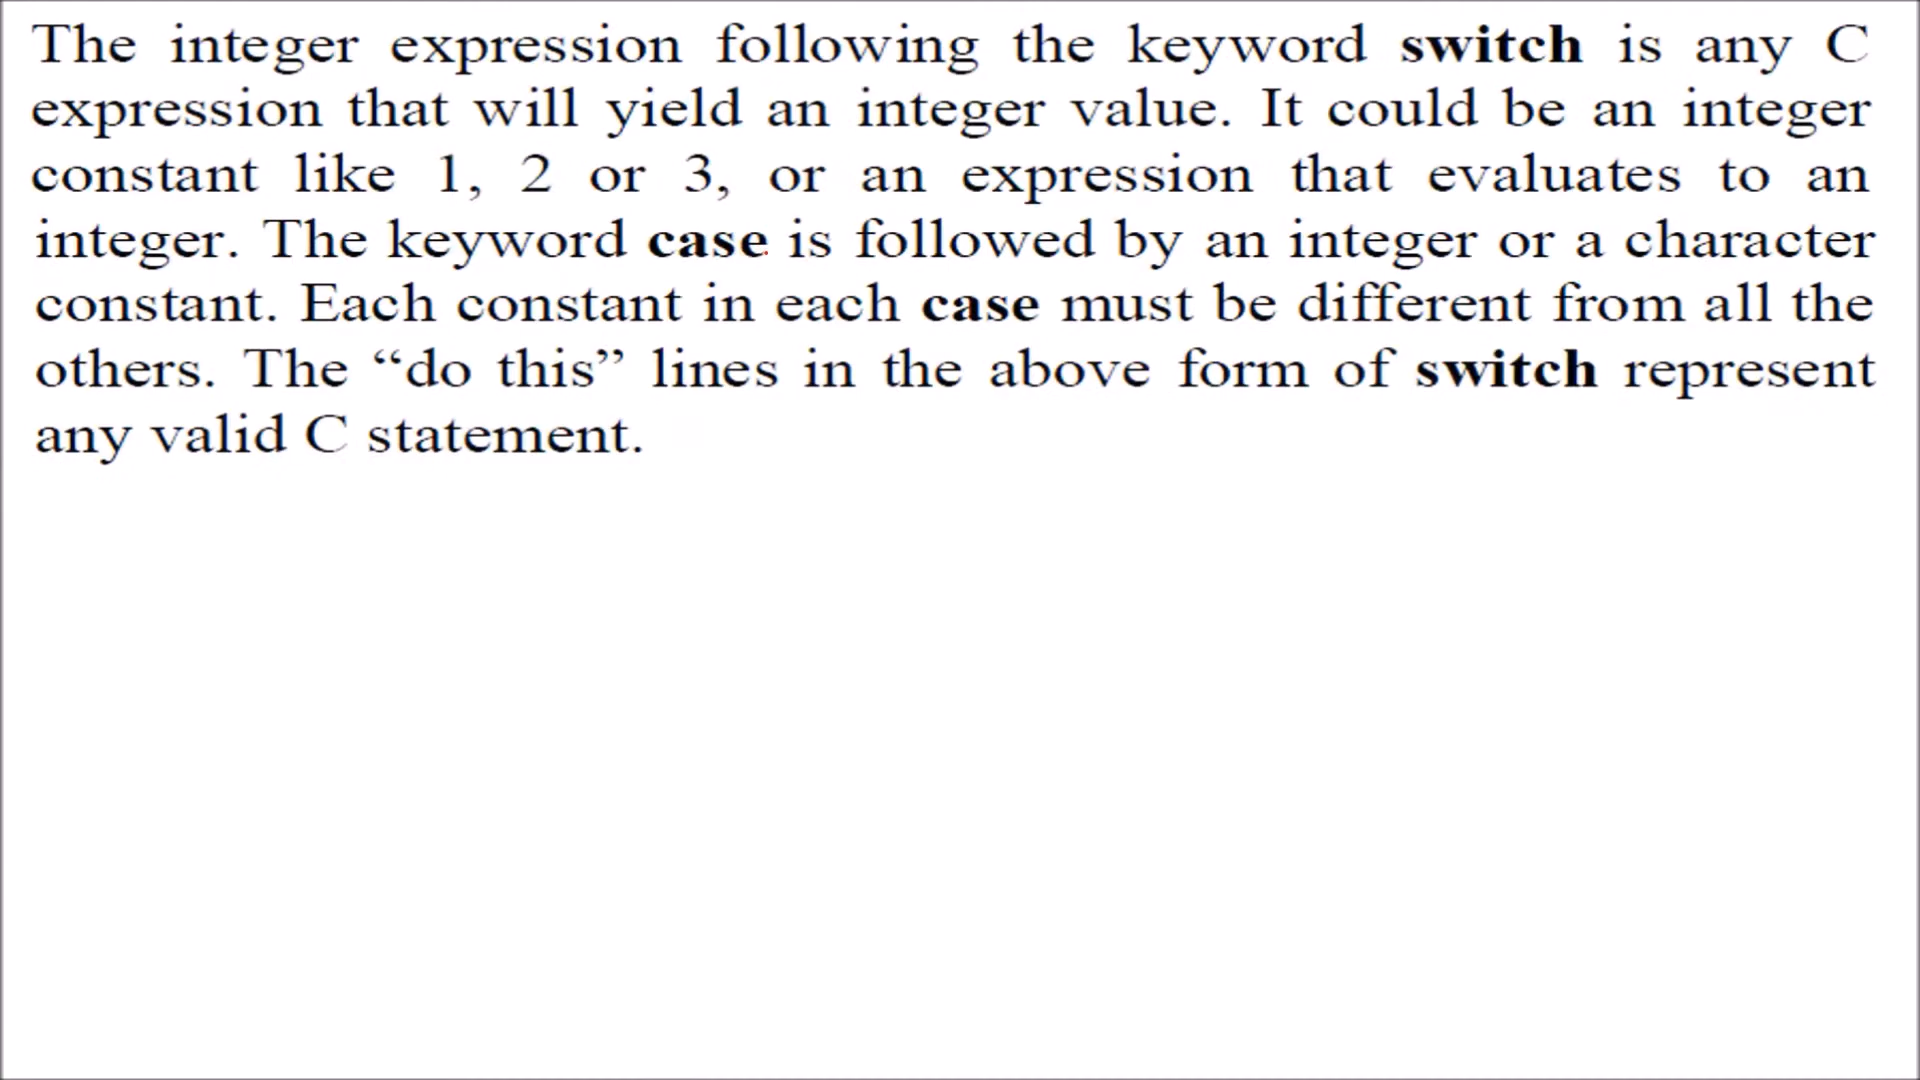 The integer expression following the keyword switch is any C
expression that will yield an integer value. It could be an integer
constant like 1, 2 or 3, or an expression that evaluates to an
integer. The keyword case is followed by an integer or a character
constant. Each constant in each case must be different from all the
others. The “do this” lines in the above form of switch represent
any valid C statement.